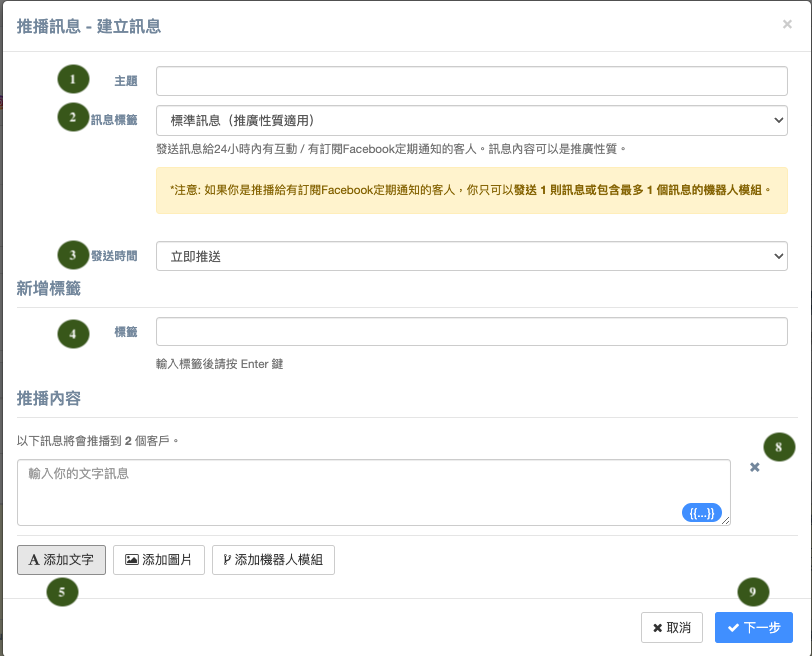 推播訊息 - 建立訊息
×
1 主題
2 訊息標籤 標準訊息（推廣性質適用）
發送訊息給24小時內有互動 / 有訂閱Facebook定期通知的客人。訊息內容可以是推廣性質。
*注意: 如果你是推播給有訂閱Facebook定期通知的客人，你只可以發送 1 則訊息或包含最多 1 個訊息的機器人模組。
3 發送時間 立即推送
新增標籤
4 標籤
輸入標籤後請按 Enter 鍵
推播內容
以下訊息將會推播到 2 個客戶。
8
輸入你的文字訊息
{{...}}
A 添加文字 添加圖片 添加機器人模組
5
9
取消 下一步